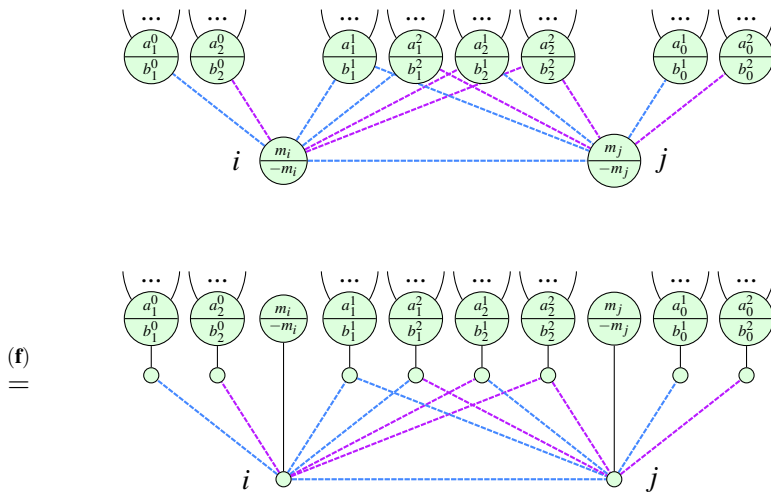 ... ... ... ... ... ... ... ...
a_1^0 a_2^0 a_1^1 a_1^2 a_2^1 a_2^2 a_0^1 a_0^2
b_1^0 b_2^0 b_1^1 b_1^2 b_2^1 b_2^2 b_0^1 b_0^2
i m_i m_j j
-m_i -m_j
... ... ... ... ... ... ... ...
a_1^0 a_2^0 m_i a_1^1 a_1^2 a_2^1 a_2^2 m_j a_0^1 a_0^2
b_1^0 b_2^0 -m_i b_1^1 b_1^2 b_2^1 b_2^2 -m_j b_0^1 b_0^2
(f)
=
i j